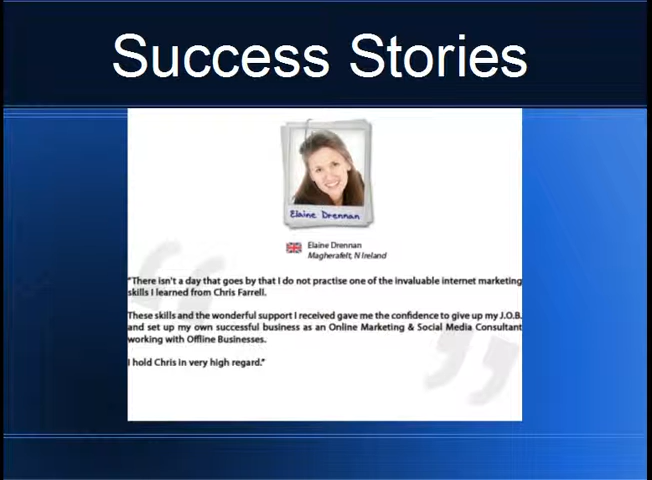 Success Stories
Elaine Drennan
Elaine Drennan
Magherafelt, N Ireland
"There isn't a day that goes by that I do not practise one of the invaluable internet marketing
skills I learned from Chris Farrell.
These skills and the wonderful support I received gave me the confidence to give up my J.O.B.
and set up my own successful business as an Online Marketing & Social Media Consultant
working with Offline Businesses.
I hold Chris in very high regard."